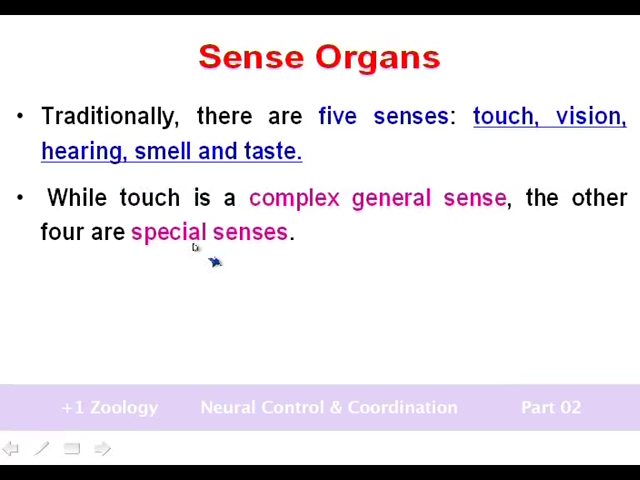 Sense Organs
• Traditionally, there are five senses: touch, vision,
hearing, smell and taste.
• While touch is a complex general sense, the other
four are special senses.
+1 Zoology Neural Control & Coordination Part 02